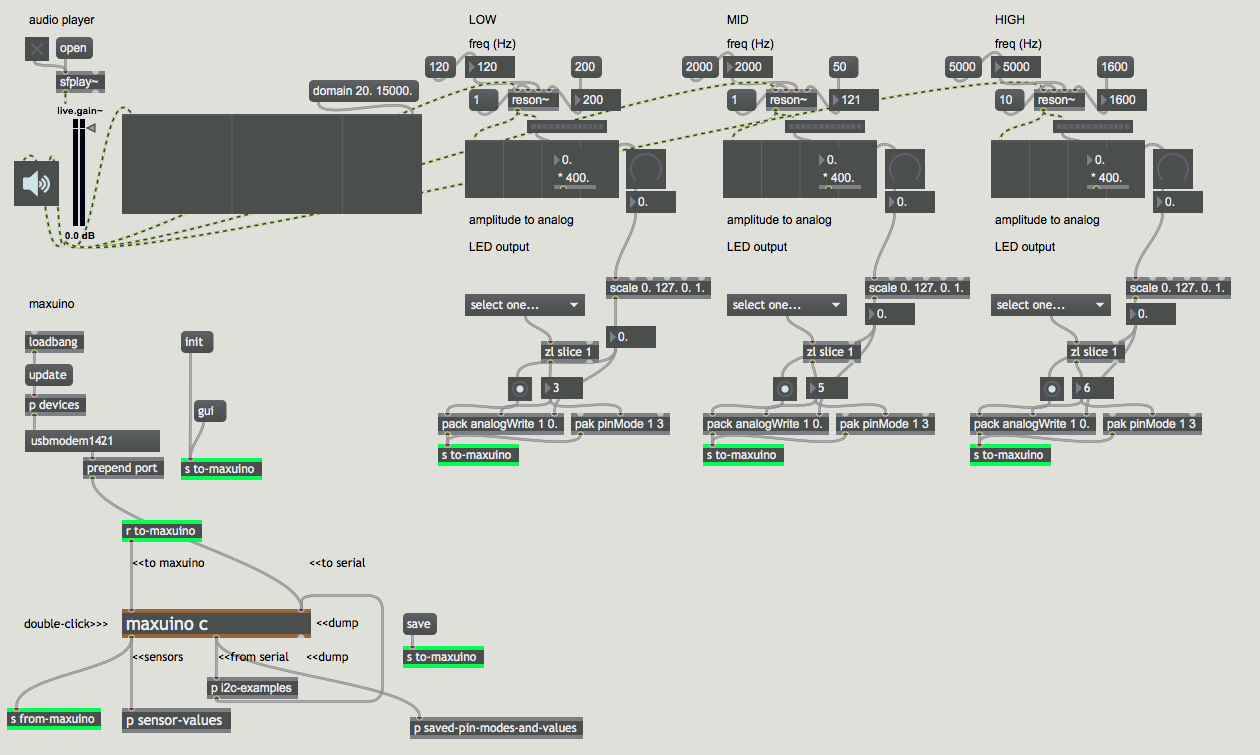 audio player
open
sfplay~
live.gain~
0.0 dB
domain 20. 15000.
LOW
freq (Hz)
120
120
200
1
reson~
200
0.
* 400.
0.
amplitude to analog
LED output
scale 0. 127. 0. 1.
select one...
0.
zl slice 1
3
pack analogWrite 1 0.
pak pinMode 1 3
s to-maxuino
MID
freq (Hz)
2000
2000
50
1
reson~
121
0.
* 400.
0.
amplitude to analog
LED output
scale 0. 127. 0. 1.
select one...
0.
zl slice 1
5
pack analogWrite 1 0.
pak pinMode 1 3
s to-maxuino
HIGH
freq (Hz)
5000
5000
1600
10
reson~
1600
0.
* 400.
0.
amplitude to analog
LED output
scale 0. 127. 0. 1.
select one...
0.
zl slice 1
6
pack analogWrite 1 0.
pak pinMode 1 3
s to-maxuino
maxuino
loadbang
update
p devices
usbmodem1421
prepend port
init
gui
s to-maxuino
r to-maxuino
<<to maxuino
<<to serial
double-click>>>
maxuino c
<<dump
<<sensors
<<from serial
<<dump
p i2c-examples
s from-maxuino
p sensor-values
p saved-pin-modes-and-values
save
s to-maxuino